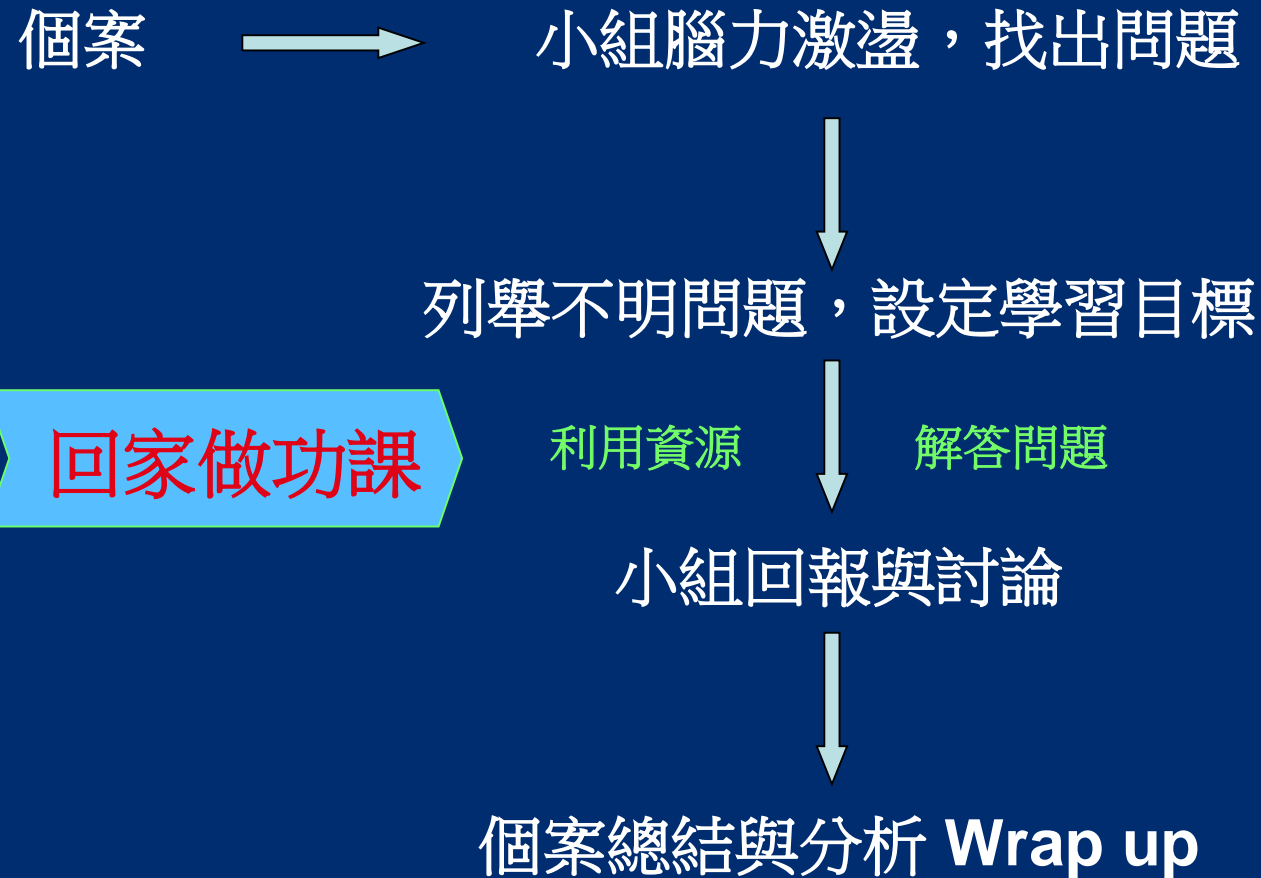 個案
小組腦力激盪，找出問題
列舉不明問題，設定學習目標
回家做功課
利用資源
解答問題
小組回報與討論
個案總結與分析 Wrap up